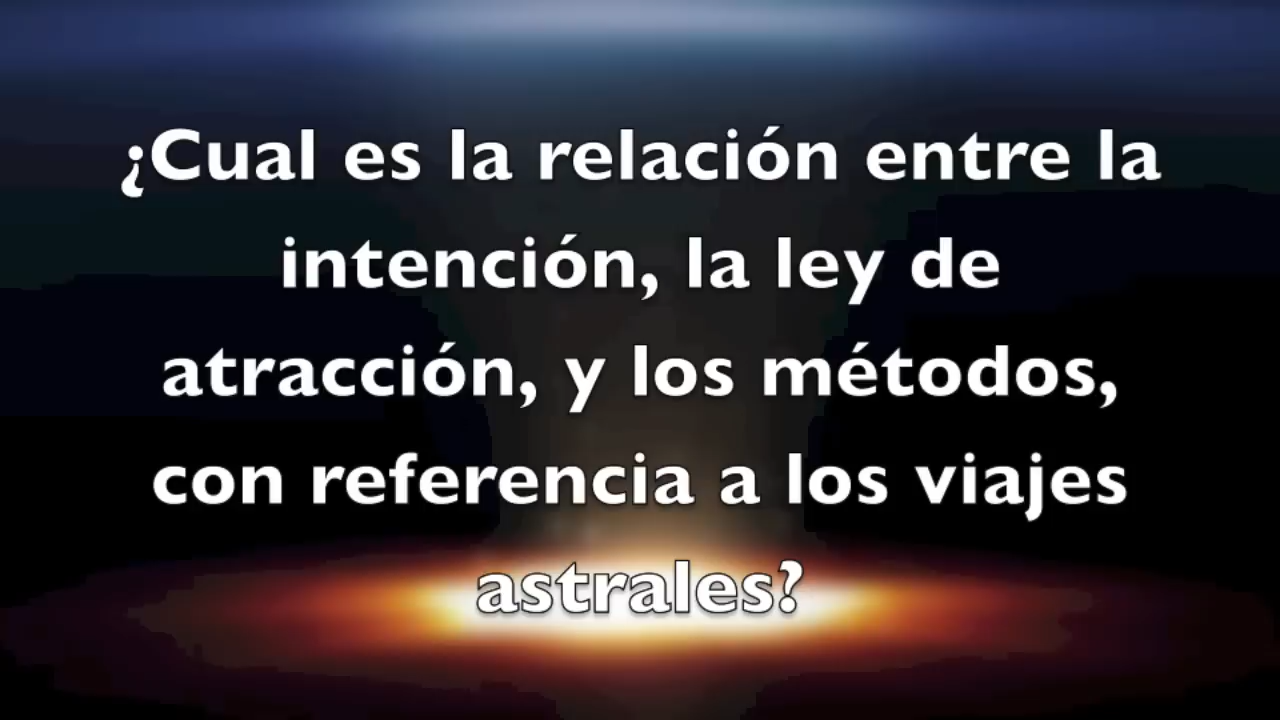 ¿Cual es la relación entre la
intención, la ley de
atracción, y los métodos,
con referencia a los viajes
astrales?